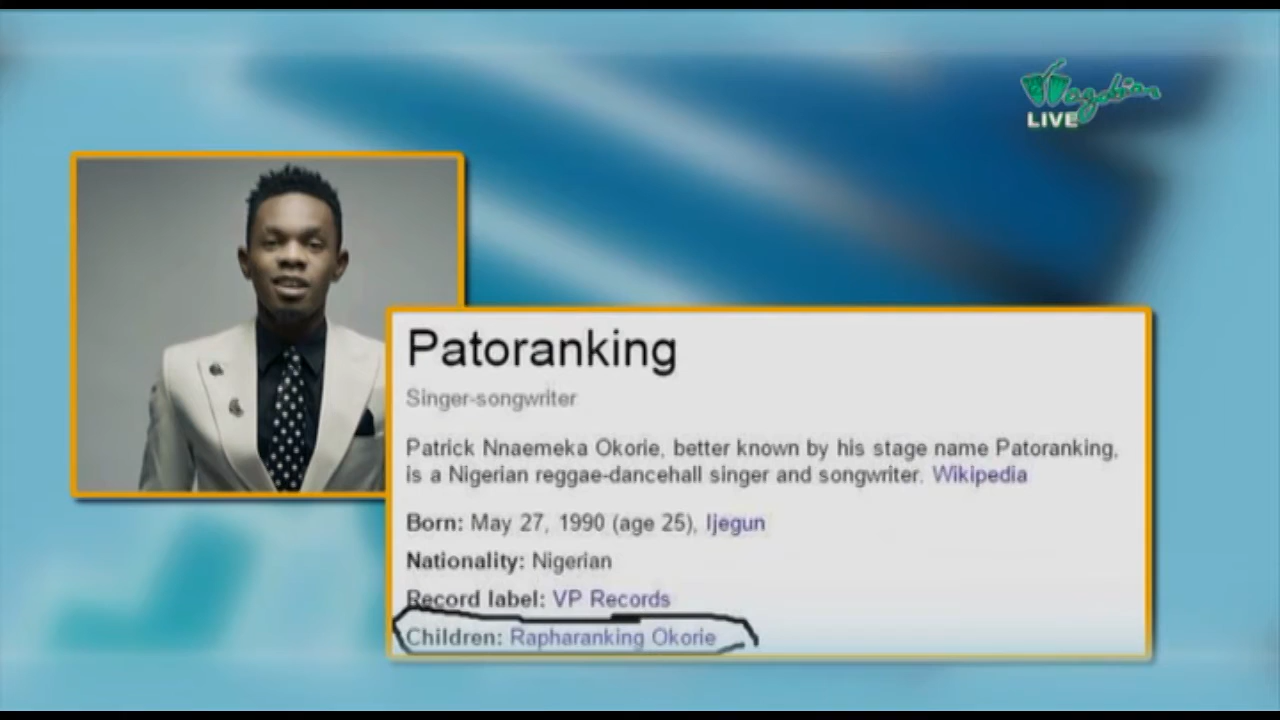 Wazobia
LIVE
Patoranking
Singer-songwriter
Patrick Nnaemeka Okorie, better known by his stage name Patoranking,
is a Nigerian reggae-dancehall singer and songwriter. Wikipedia
Born: May 27, 1990 (age 25), Ijegun
Nationality: Nigerian
Record label: VP Records
Children: Rapharanking Okorie